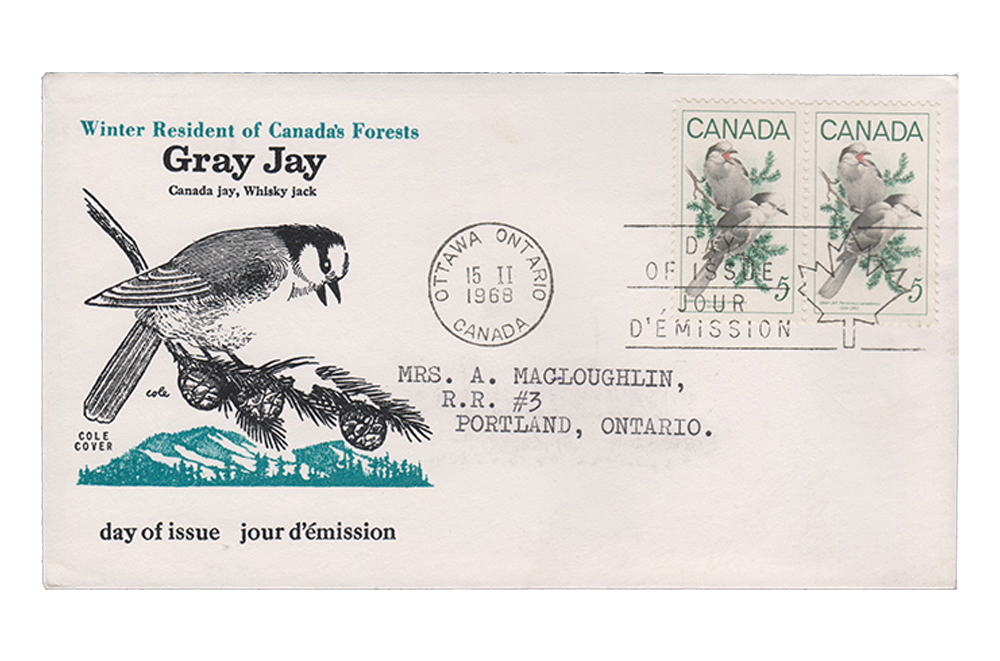 Winter Resident of Canada's Forests
Gray Jay
Canada jay, Whisky jack
cole
COLE
COVER
day of issue jour d'émission
OTTAWA ONTARIO
15 II
1968
CANADA
CANADA
5
CANADA
5
DAY
OF ISSUE
JOUR
D'ÉMISSION
MRS. A. MACLOUGHLIN,
R.R. #3
PORTLAND, ONTARIO.